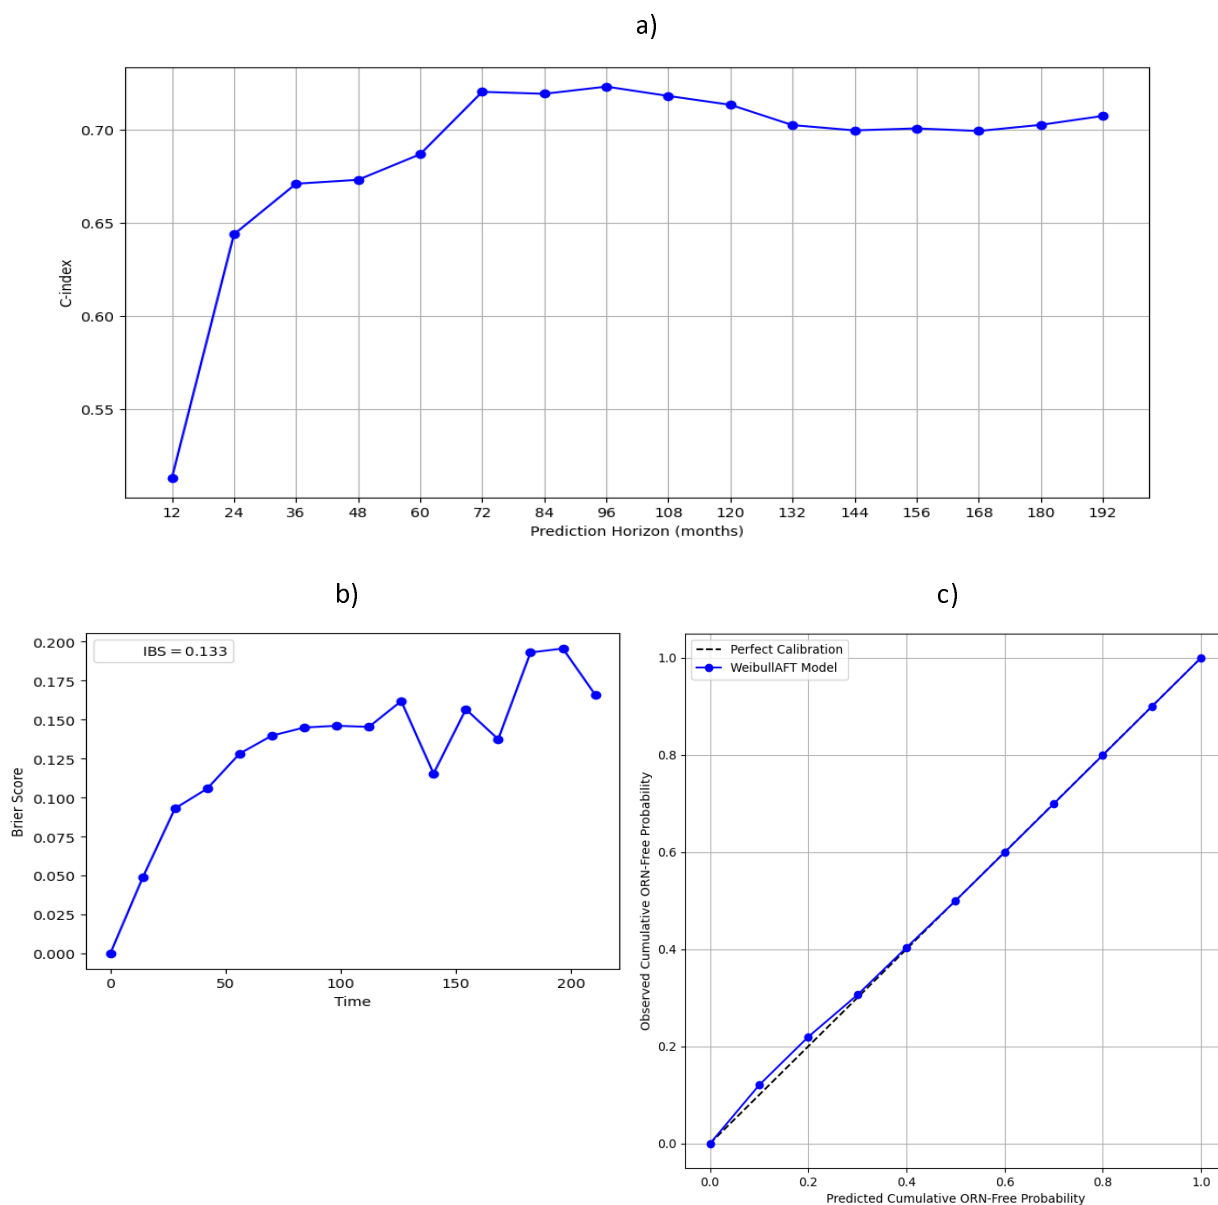 a)
C-index
0.70
0.65
0.60
0.55
12 24 36 48 60 72 84 96 108 120 132 144 156 168 180 192
Prediction Horizon (months)
b)
IBS = 0.133
Brier Score
0.200
0.175
0.150
0.125
0.100
0.075
0.050
0.025
0.000
0 50 100 150 200
Time
c)
Perfect Calibration
WeibullAFT Model
Observed Cumulative ORN-Free Probability
1.0
0.8
0.6
0.4
0.2
0.0
0.0 0.2 0.4 0.6 0.8 1.0
Predicted Cumulative ORN-Free Probability